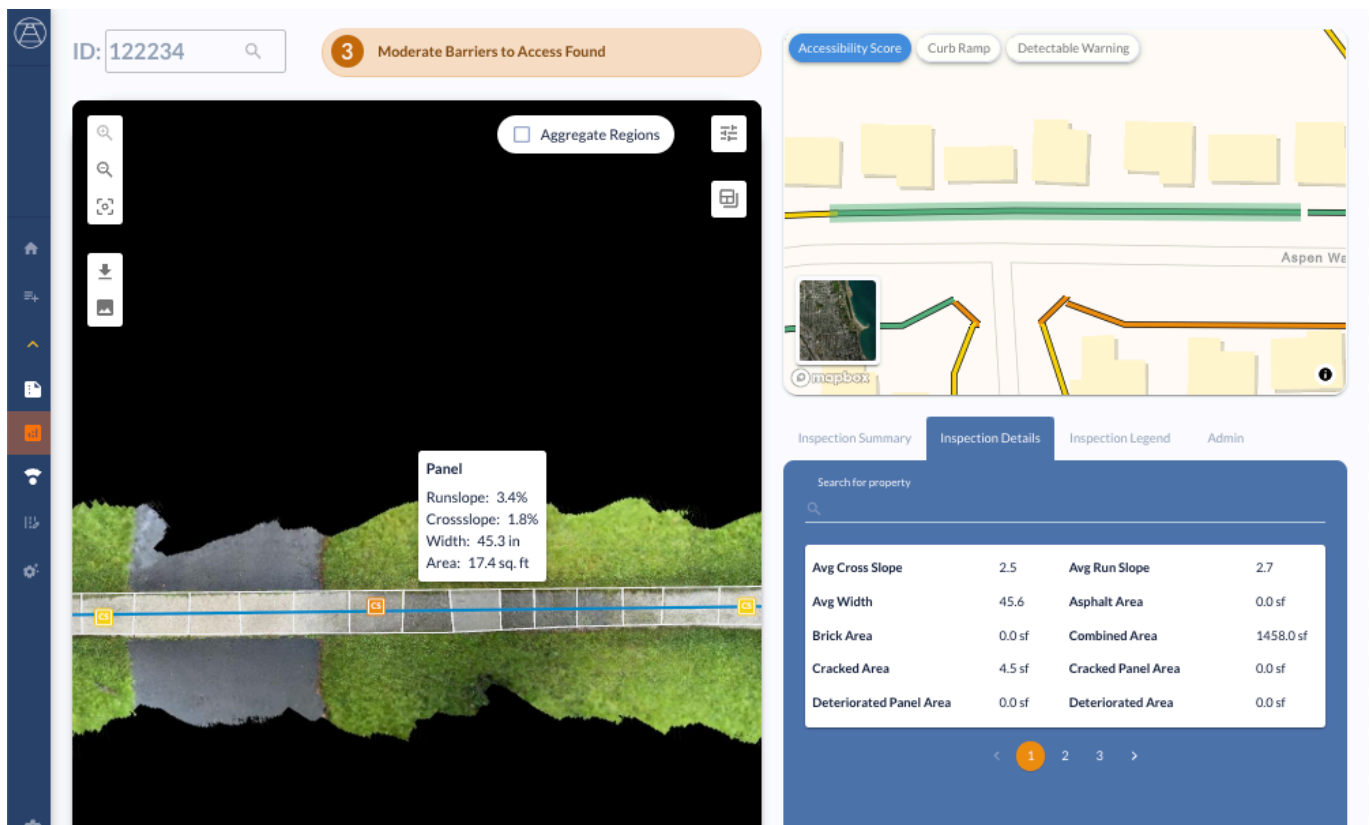 ID: 122234
3 Moderate Barriers to Access Found
Aggregate Regions
Panel
Runslope: 3.4%
Crossslope: 1.8%
Width: 45.3 in
Area: 17.4 sq. ft
CS
CS
CS
Accessibility Score Curb Ramp Detectable Warning
Aspen Wa
mapbox
Inspection Summary Inspection Details Inspection Legend Admin
Search for property
Avg Cross Slope 2.5 Avg Run Slope 2.7
Avg Width 45.6 Asphalt Area 0.0 sf
Brick Area 0.0 sf Combined Area 1458.0 sf
Cracked Area 4.5 sf Cracked Panel Area 0.0 sf
Deteriorated Panel Area 0.0 sf Deteriorated Area 0.0 sf
< 1 2 3 >